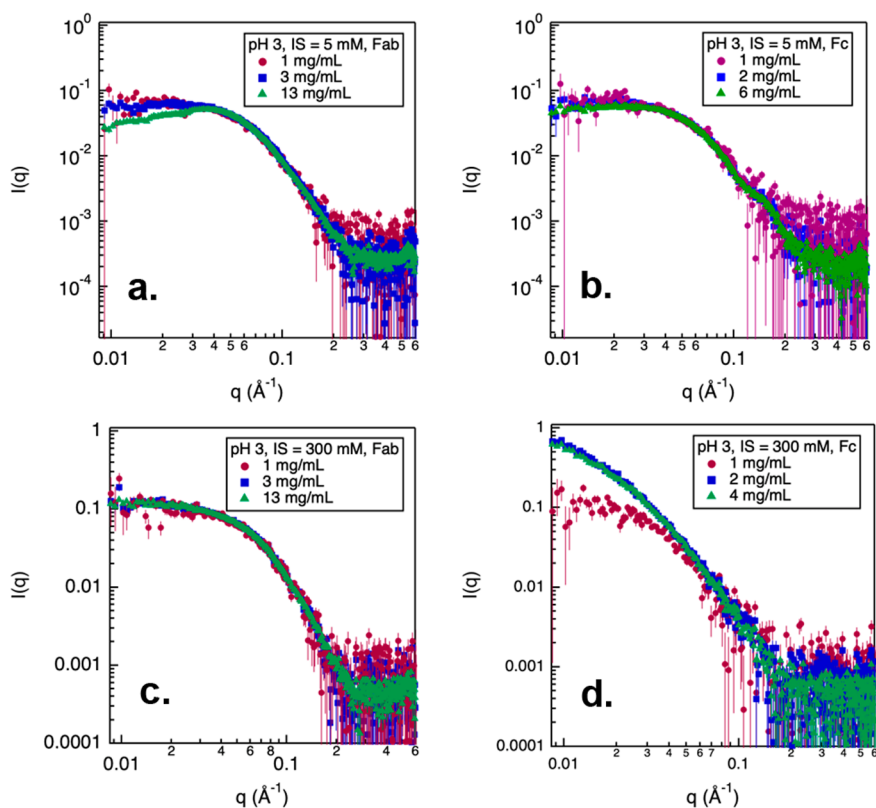 10⁰
10⁻¹
10⁻²
10⁻³
10⁻⁴
I(q)
pH 3, IS = 5 mM, Fab
1 mg/mL
3 mg/mL
13 mg/mL
a.
0.01 2 3 4 5 6 0.1 2 3 4 5 6
q (Å⁻¹)
10⁰
10⁻¹
10⁻²
10⁻³
10⁻⁴
I(q)
pH 3, IS = 5 mM, Fc
1 mg/mL
2 mg/mL
6 mg/mL
b.
0.01 2 3 4 5 6 0.1 2 3 4 5 6
q (Å⁻¹)
1
0.1
0.01
0.001
0.0001
I(q)
pH 3, IS = 300 mM, Fab
1 mg/mL
3 mg/mL
13 mg/mL
c.
0.01 2 4 6 8 0.1 2 4 6
q (Å⁻¹)
1
0.1
0.01
0.001
0.0001
I(q)
pH 3, IS = 300 mM, Fc
1 mg/mL
2 mg/mL
4 mg/mL
d.
0.01 2 3 4 5 6 7 0.1 2 3 4 5 6
q (Å⁻¹)